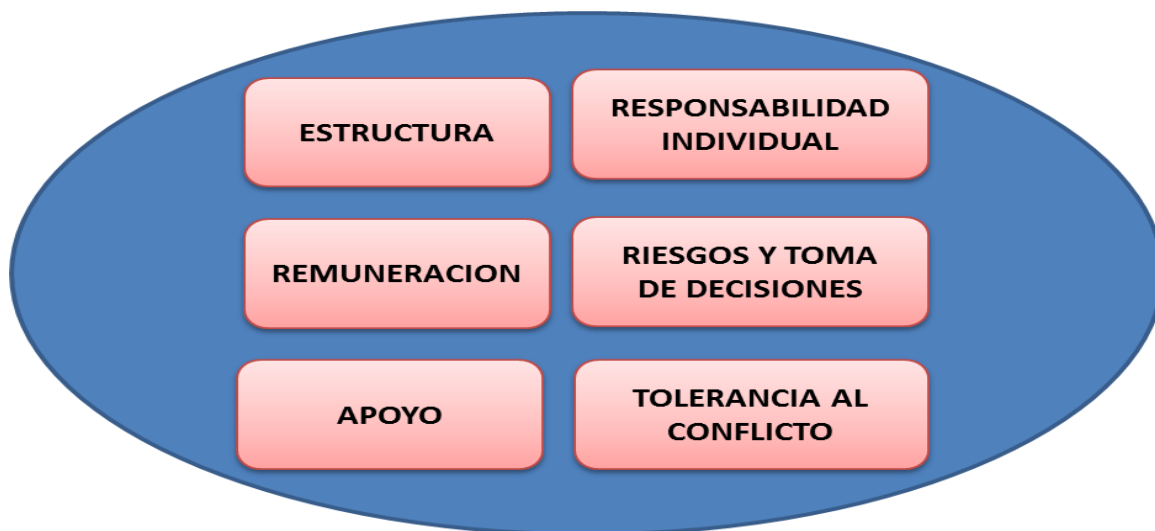 ESTRUCTURA
RESPONSABILIDAD
INDIVIDUAL
REMUNERACION
RIESGOS Y TOMA
DE DECISIONES
APOYO
TOLERANCIA AL
CONFLICTO